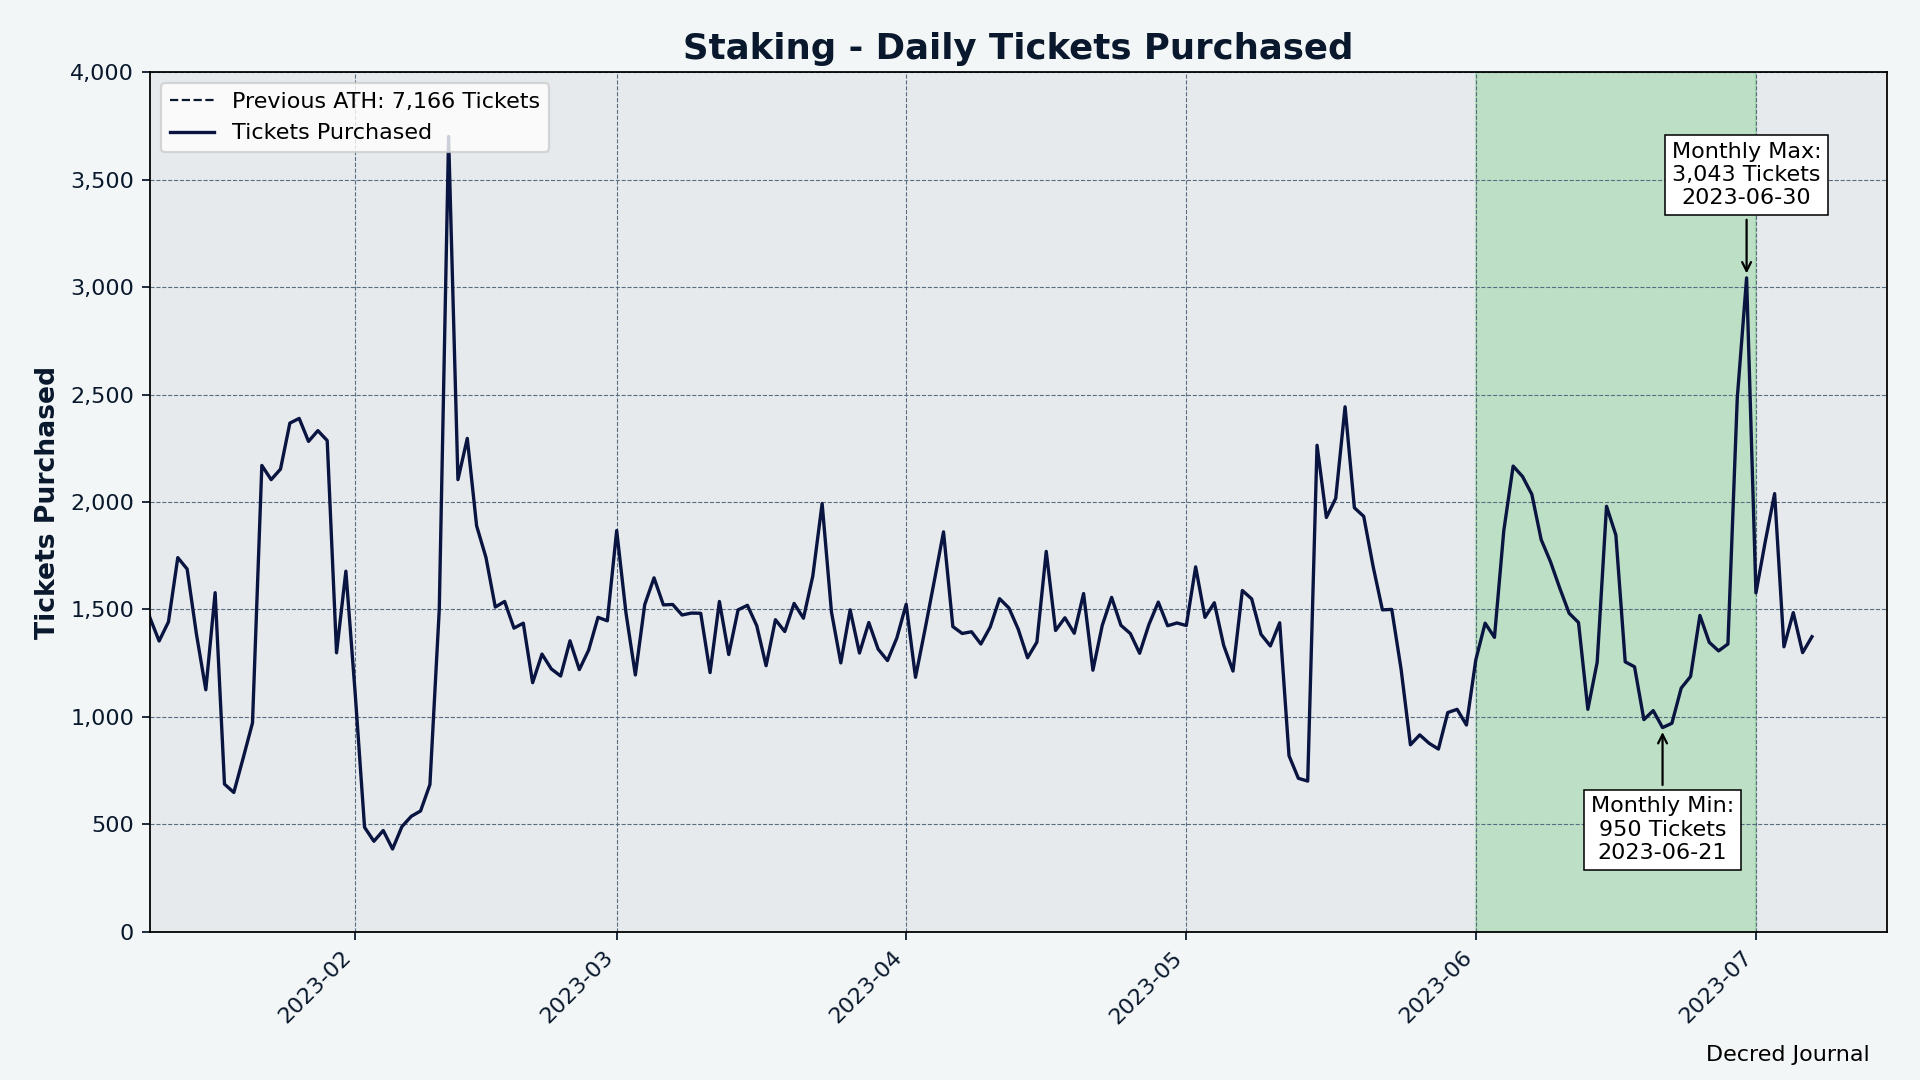 Staking - Daily Tickets Purchased
Previous ATH: 7,166 Tickets
Tickets Purchased
Monthly Max:
3,043 Tickets
2023-06-30
Monthly Min:
950 Tickets
2023-06-21
Tickets Purchased
4,000
3,500
3,000
2,500
2,000
1,500
1,000
500
0
2023-02
2023-03
2023-04
2023-05
2023-06
2023-07
Decred Journal